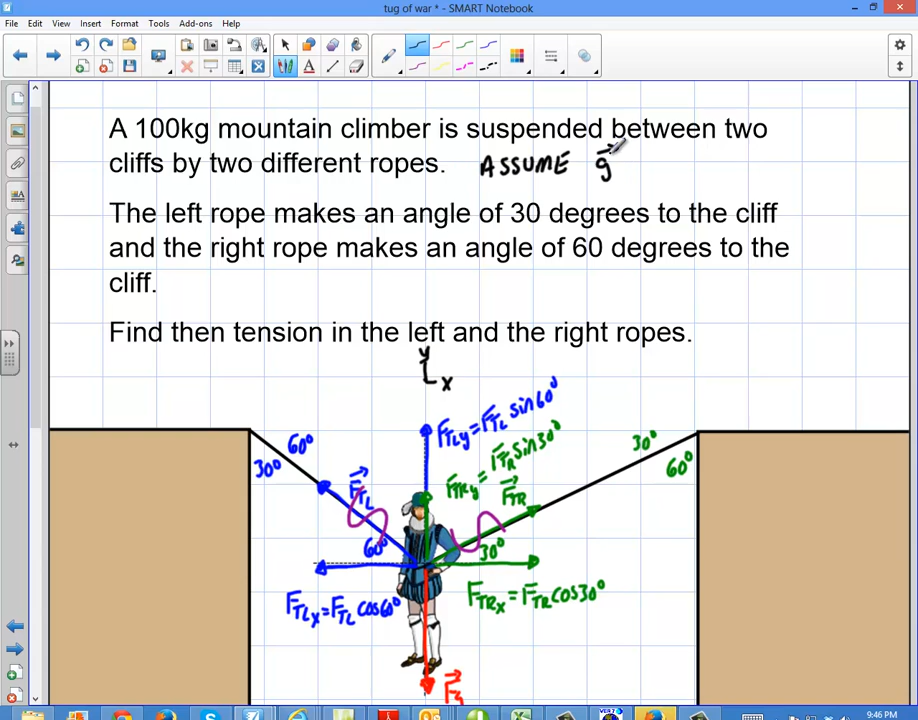 tug of war * - SMART Notebook
File Edit View Insert Format Tools Add-ons Help
A 100kg mountain climber is suspended between two
cliffs by two different ropes. ASSUME g
The left rope makes an angle of 30 degrees to the cliff
and the right rope makes an angle of 60 degrees to the
cliff.
Find then tension in the left and the right ropes.
y
x
FTLy = FTL sin60°
60°
30°
30°
60°
FTRy = FTR sin30°
FTL
FTR
60°
30°
FTLx = FTL cos60°
FTRx = FTR cos30°
9:46 PM